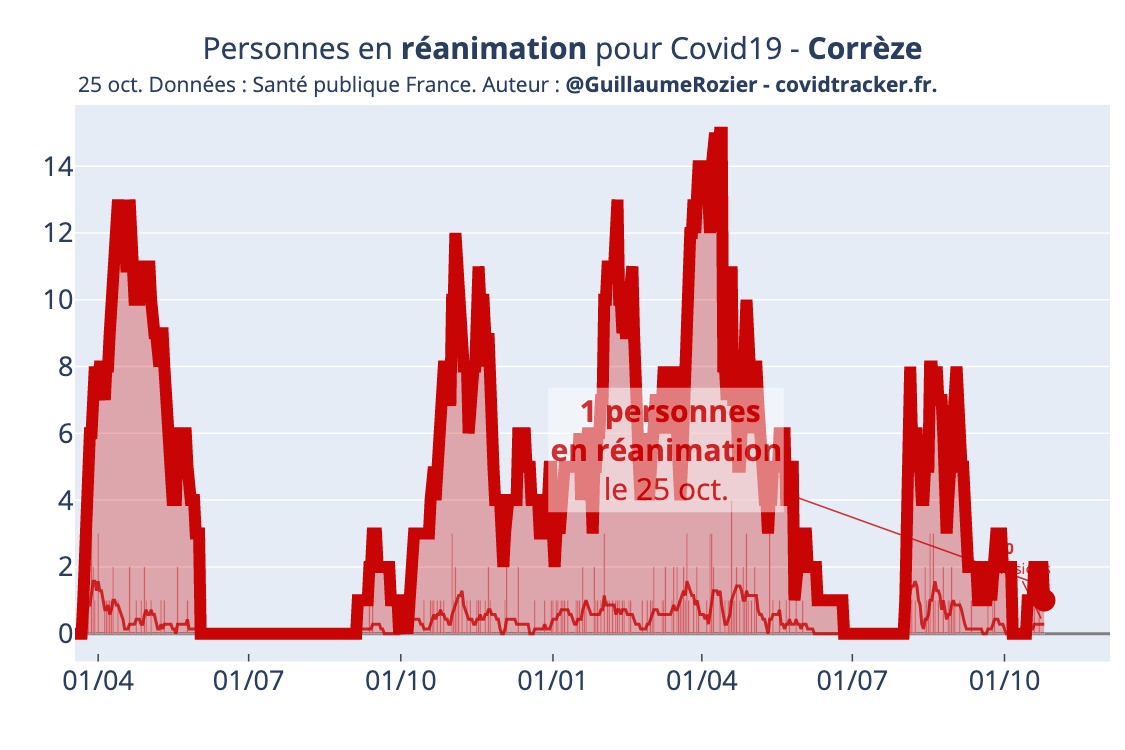 Personnes en réanimation pour Covid19 - Corrèze
25 oct. Données : Santé publique France. Auteur : @GuillaumeRozier - covidtracker.fr.
14
12
10
8
6
4
2
0
1 personnes
en réanimation
le 25 oct.
0
01/04 01/07 01/10 01/01 01/04 01/07 01/10